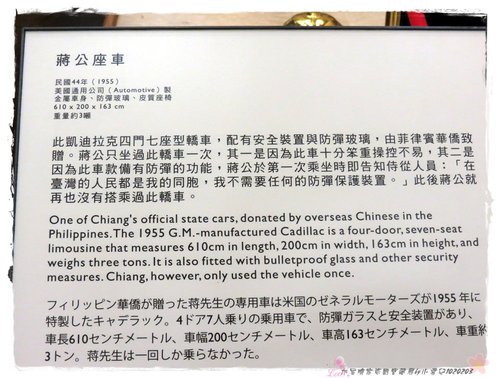 蔣公座車
民國44年（1955）
美國通用公司（Automotive）製
金屬車身、防彈玻璃、皮質座椅
610 x 200 x 163 cm
重量約3噸
此凱迪拉克四門七座型轎車，配有安全裝置與防彈玻璃，由菲律賓華僑致
贈。蔣公只坐過此轎車一次，其一是因為此車十分笨重操控不易，其二是
因為此車款備有防彈的功能，蔣公於第一次乘坐時即告知侍從人員：「在
臺灣的人民都是我的同胞，我不需要任何的防彈保護裝置。」此後蔣公就
再也沒有搭乘過此轎車。
One of Chiang's official state cars, donated by overseas Chinese in the
Philippines. The 1955 G.M.-manufactured Cadillac is a four-door, seven-seat
limousine that measures 610cm in length, 200cm in width, 163cm in height, and
weighs three tons. It is also fitted with bulletproof glass and other security
measures. Chiang, however, only used the vehicle once.
フィリッピン華僑が贈った蒋先生の専用車は米国のゼネラルモーターズが1955年に
特製したキャデラック。4ドア7人乗りの乗用車で、防弾ガラスと安全装置があり、
車長610センチメートル、車幅200センチメートル、車高163センチメートル、車重約
3トン。蒋先生は一回しか乗らなかった。